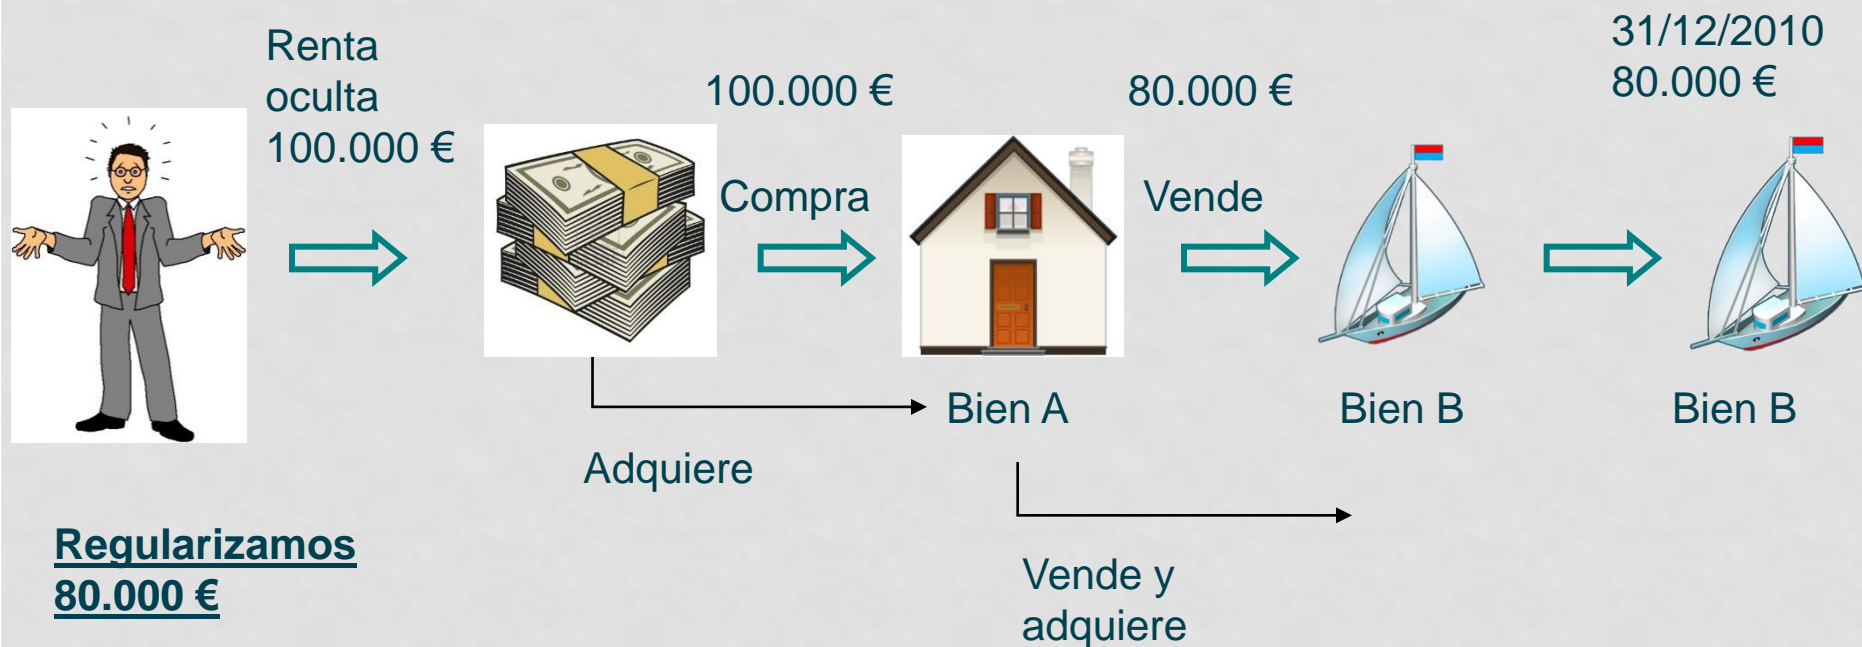 Renta
oculta
100.000 €
100.000 €
Compra
80.000 €
Vende
31/12/2010
80.000 €
Bien A
Bien B
Bien B
Adquiere
Vende y
adquiere
Regularizamos
80.000 €